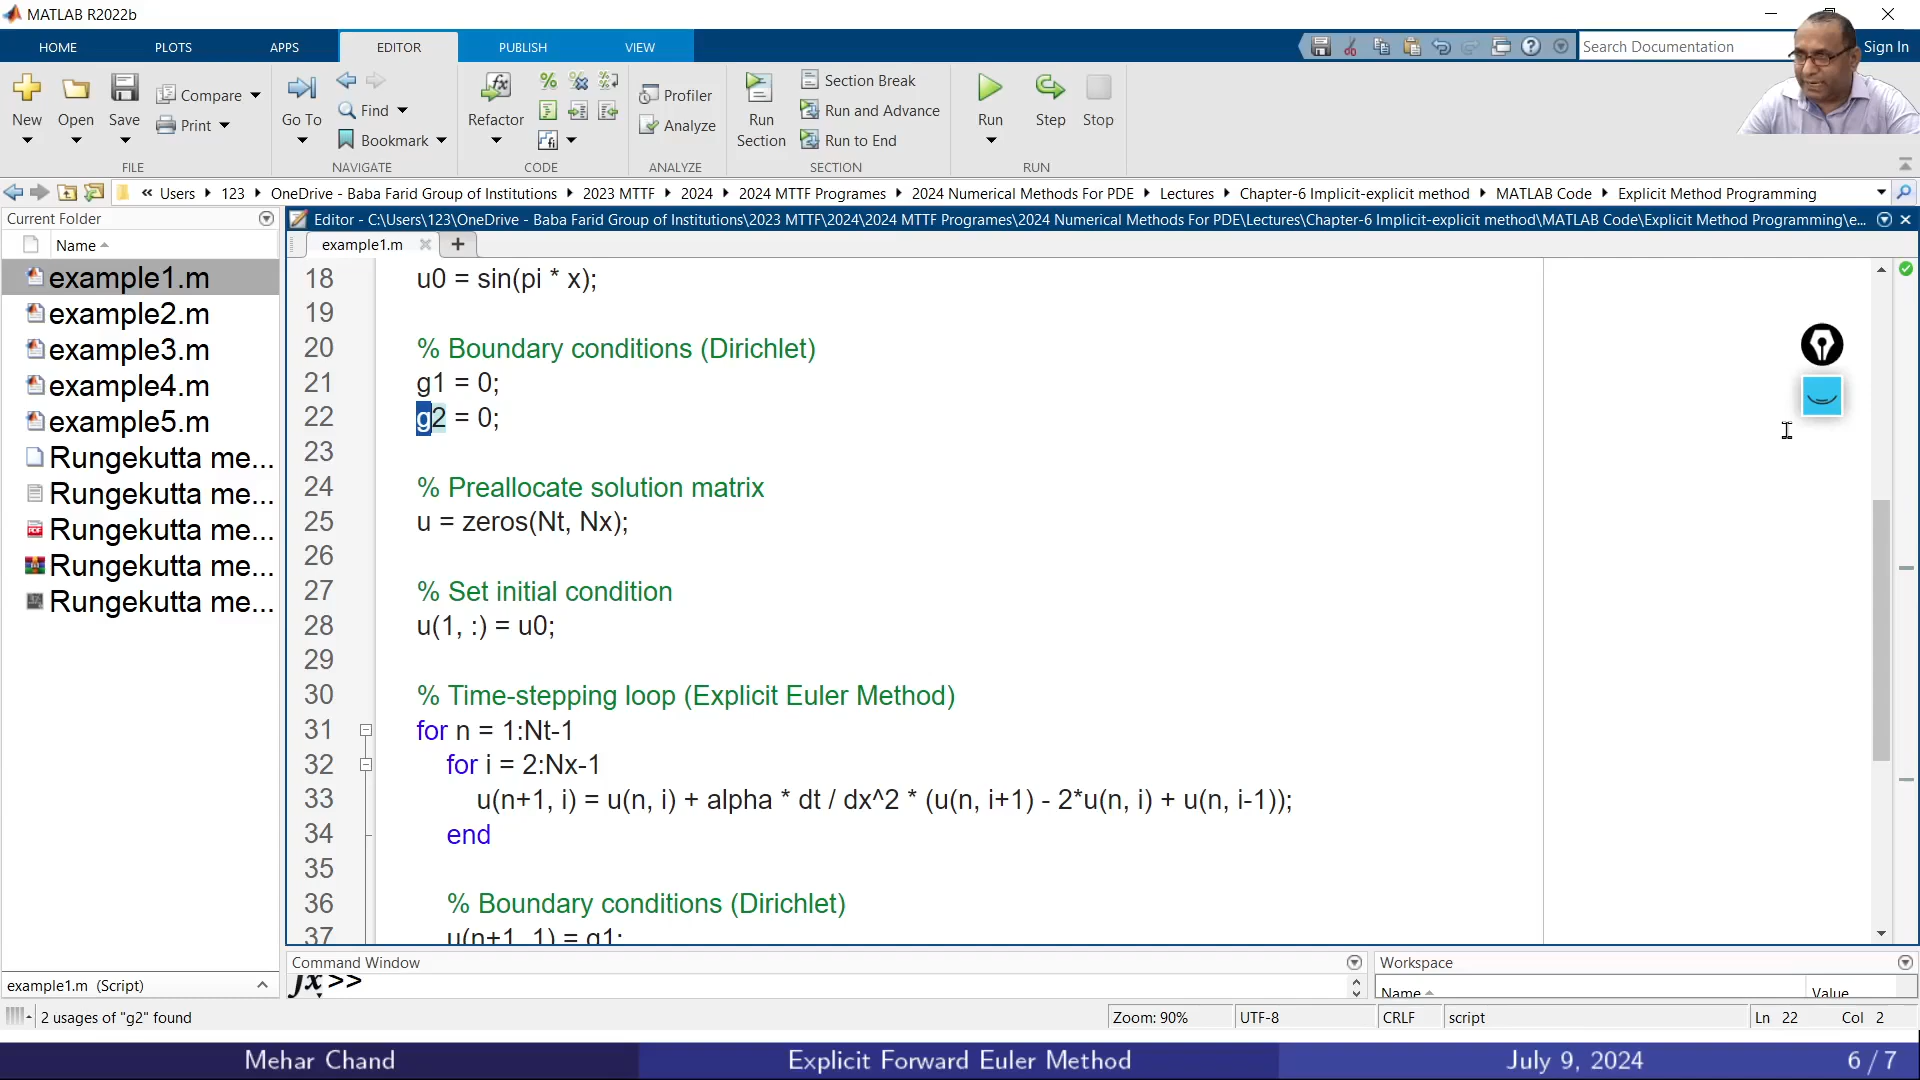 MATLAB R2022b
HOME PLOTS APPS EDITOR PUBLISH VIEW Search Documentation Sign In
New Open Save Compare Print FILE
Go To Find Bookmark NAVIGATE
Refactor CODE
Profiler Analyze ANALYZE
Run Section Section Break Run and Advance Run to End SECTION
Run Step Stop RUN
« Users 123 OneDrive - Baba Farid Group of Institutions 2023 MTTF 2024 2024 MTTF Programes 2024 Numerical Methods For PDE Lectures Chapter-6 Implicit-explicit method MATLAB Code Explicit Method Programming
Current Folder
Name
example1.m
example2.m
example3.m
example4.m
example5.m
Rungekutta me...
Rungekutta me...
Rungekutta me...
Rungekutta me...
Rungekutta me...
example1.m (Script)
Editor - C:\Users\123\OneDrive - Baba Farid Group of Institutions\2023 MTTF\2024\2024 MTTF Programes\2024 Numerical Methods For PDE\Lectures\Chapter-6 Implicit-explicit method\MATLAB Code\Explicit Method Programming\e...
example1.m
18 u0 = sin(pi * x);
19
20 % Boundary conditions (Dirichlet)
21 g1 = 0;
22 g2 = 0;
23
24 % Preallocate solution matrix
25 u = zeros(Nt, Nx);
26
27 % Set initial condition
28 u(1, :) = u0;
29
30 % Time-stepping loop (Explicit Euler Method)
31 for n = 1:Nt-1
32 for i = 2:Nx-1
33 u(n+1, i) = u(n, i) + alpha * dt / dx^2 * (u(n, i+1) - 2*u(n, i) + u(n, i-1));
34 end
35
36 % Boundary conditions (Dirichlet)
37 u(n+1, 1) = g1;
Command Window
fx >>
Workspace
Name Value
2 usages of "g2" found Zoom: 90% UTF-8 CRLF script Ln 22 Col 2
Mehar Chand Explicit Forward Euler Method July 9, 2024 6 / 7